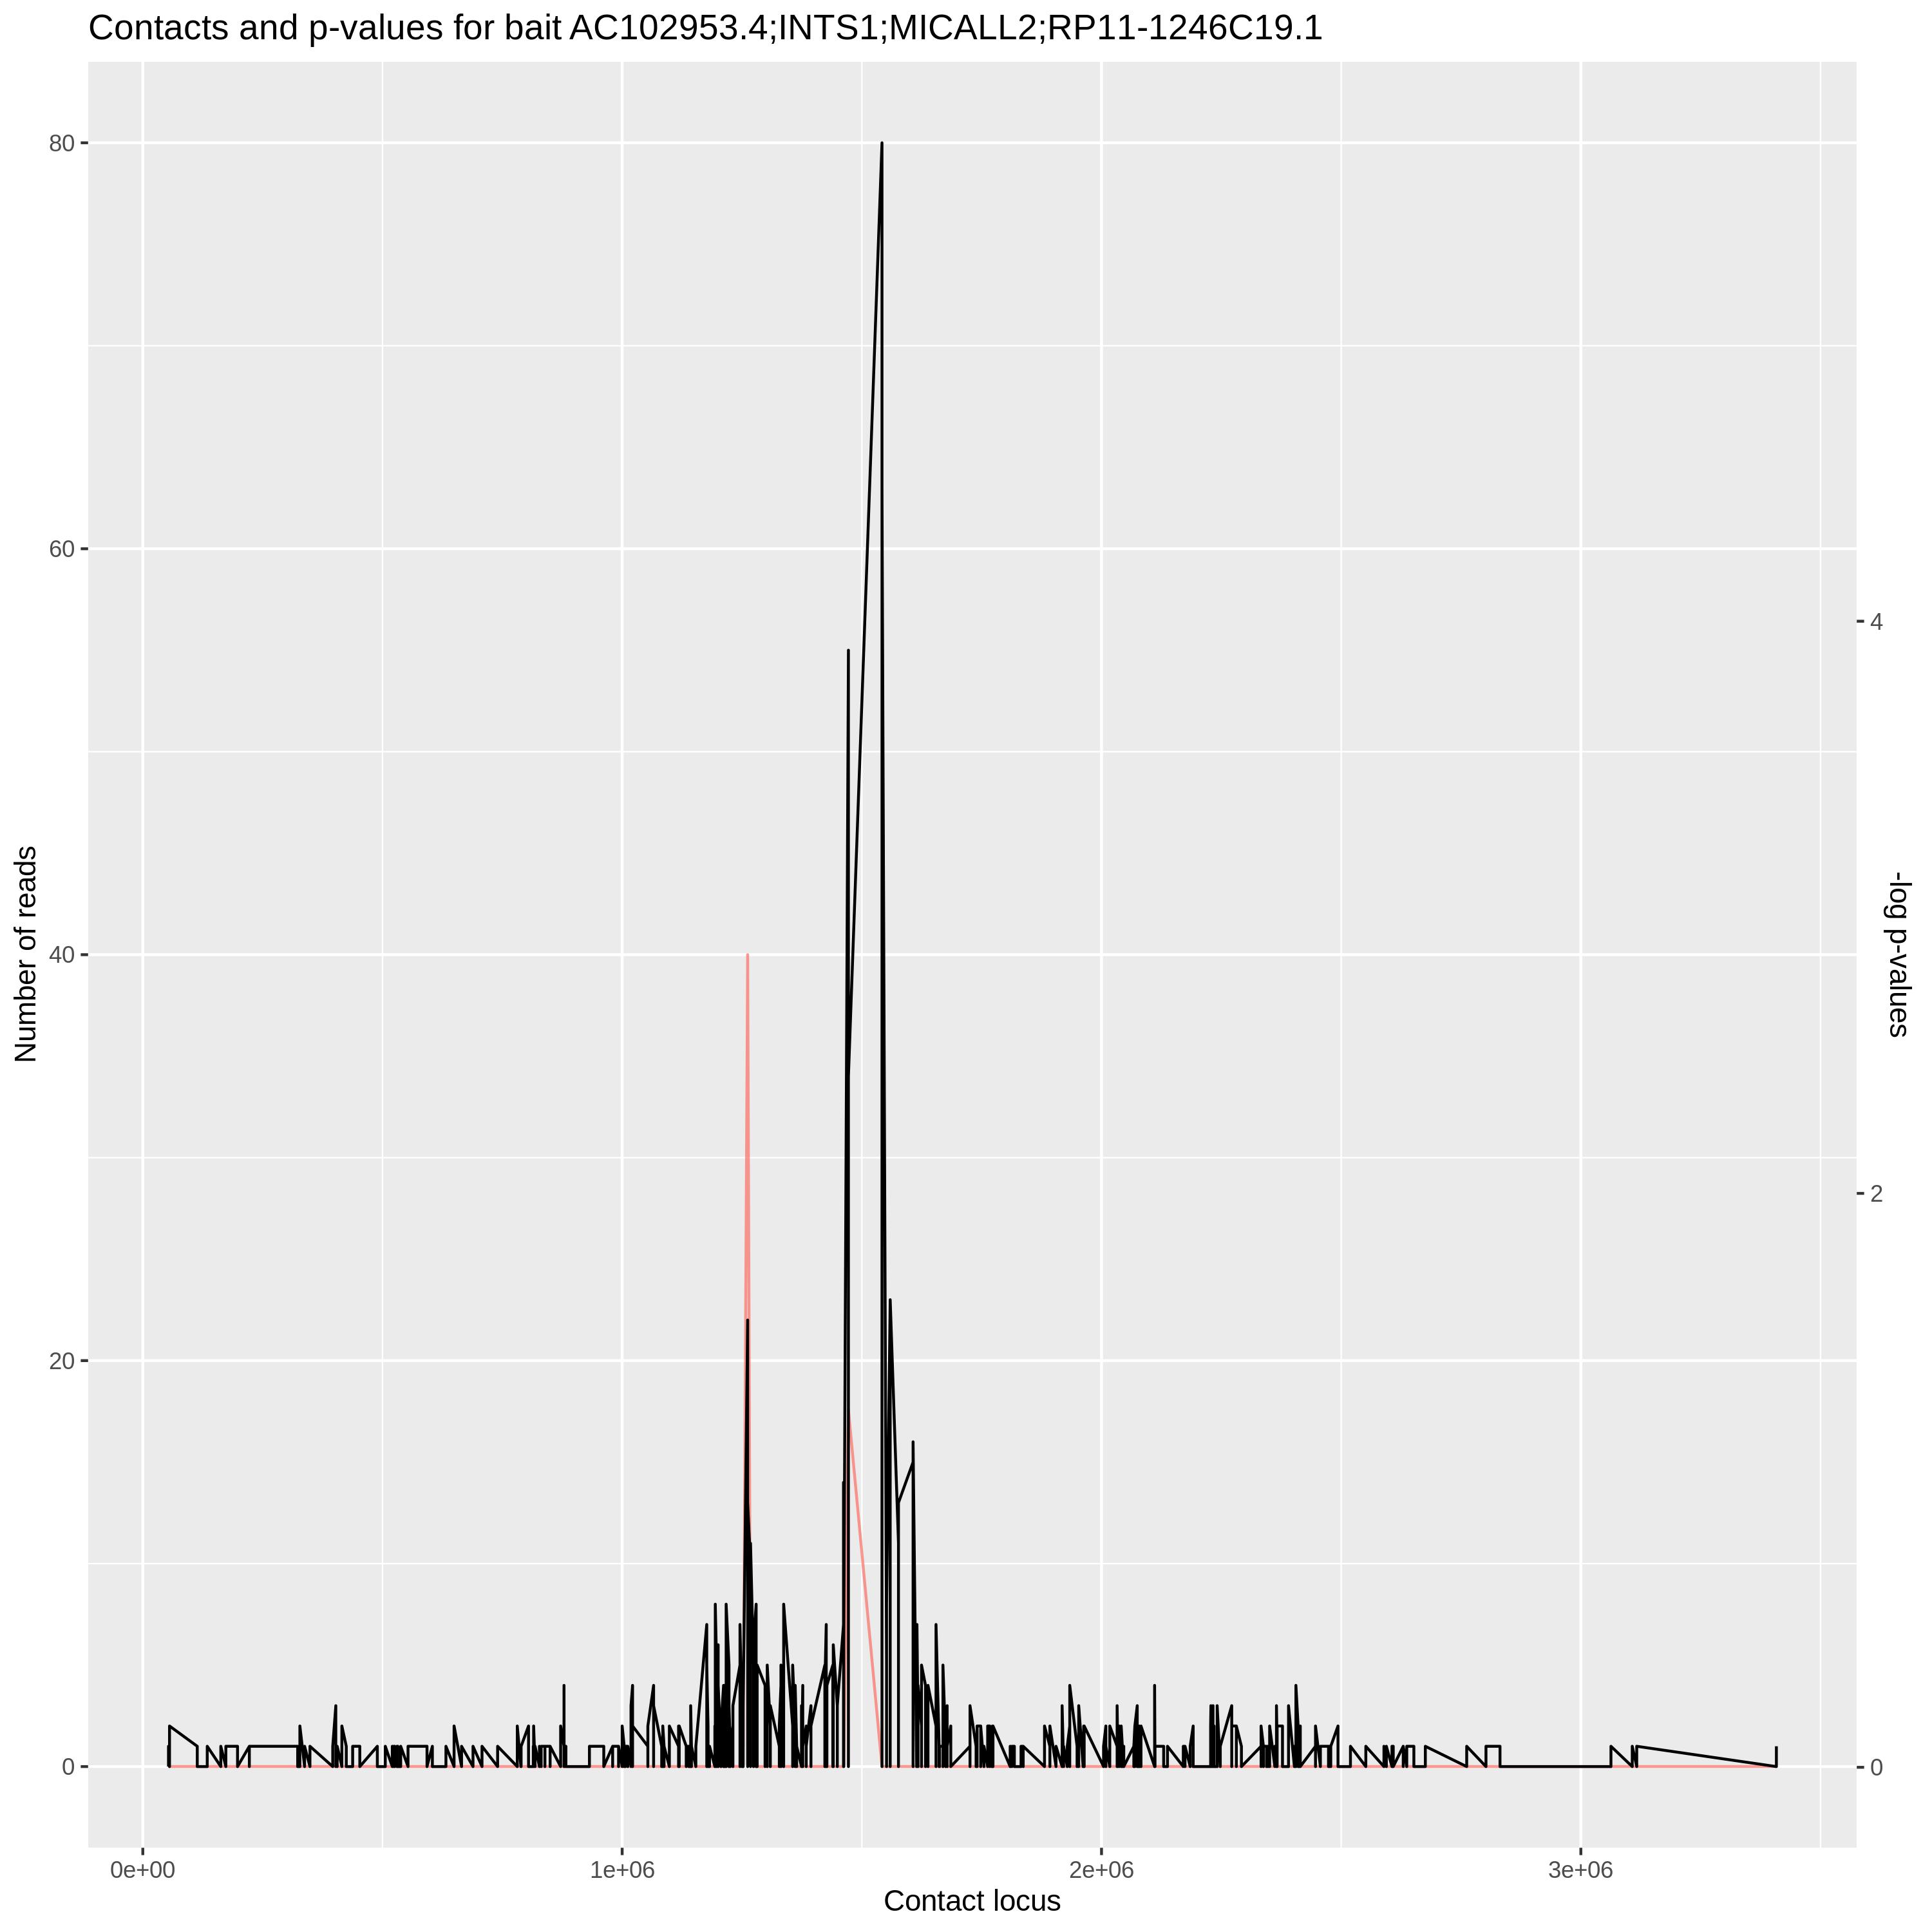 Contacts and p-values for bait AC102953.4;INTS1;MICALL2;RP11-1246C19.1
80
60
40
20
0
Number of reads
4
2
0
-log p-values
0e+00
1e+06
2e+06
3e+06
Contact locus